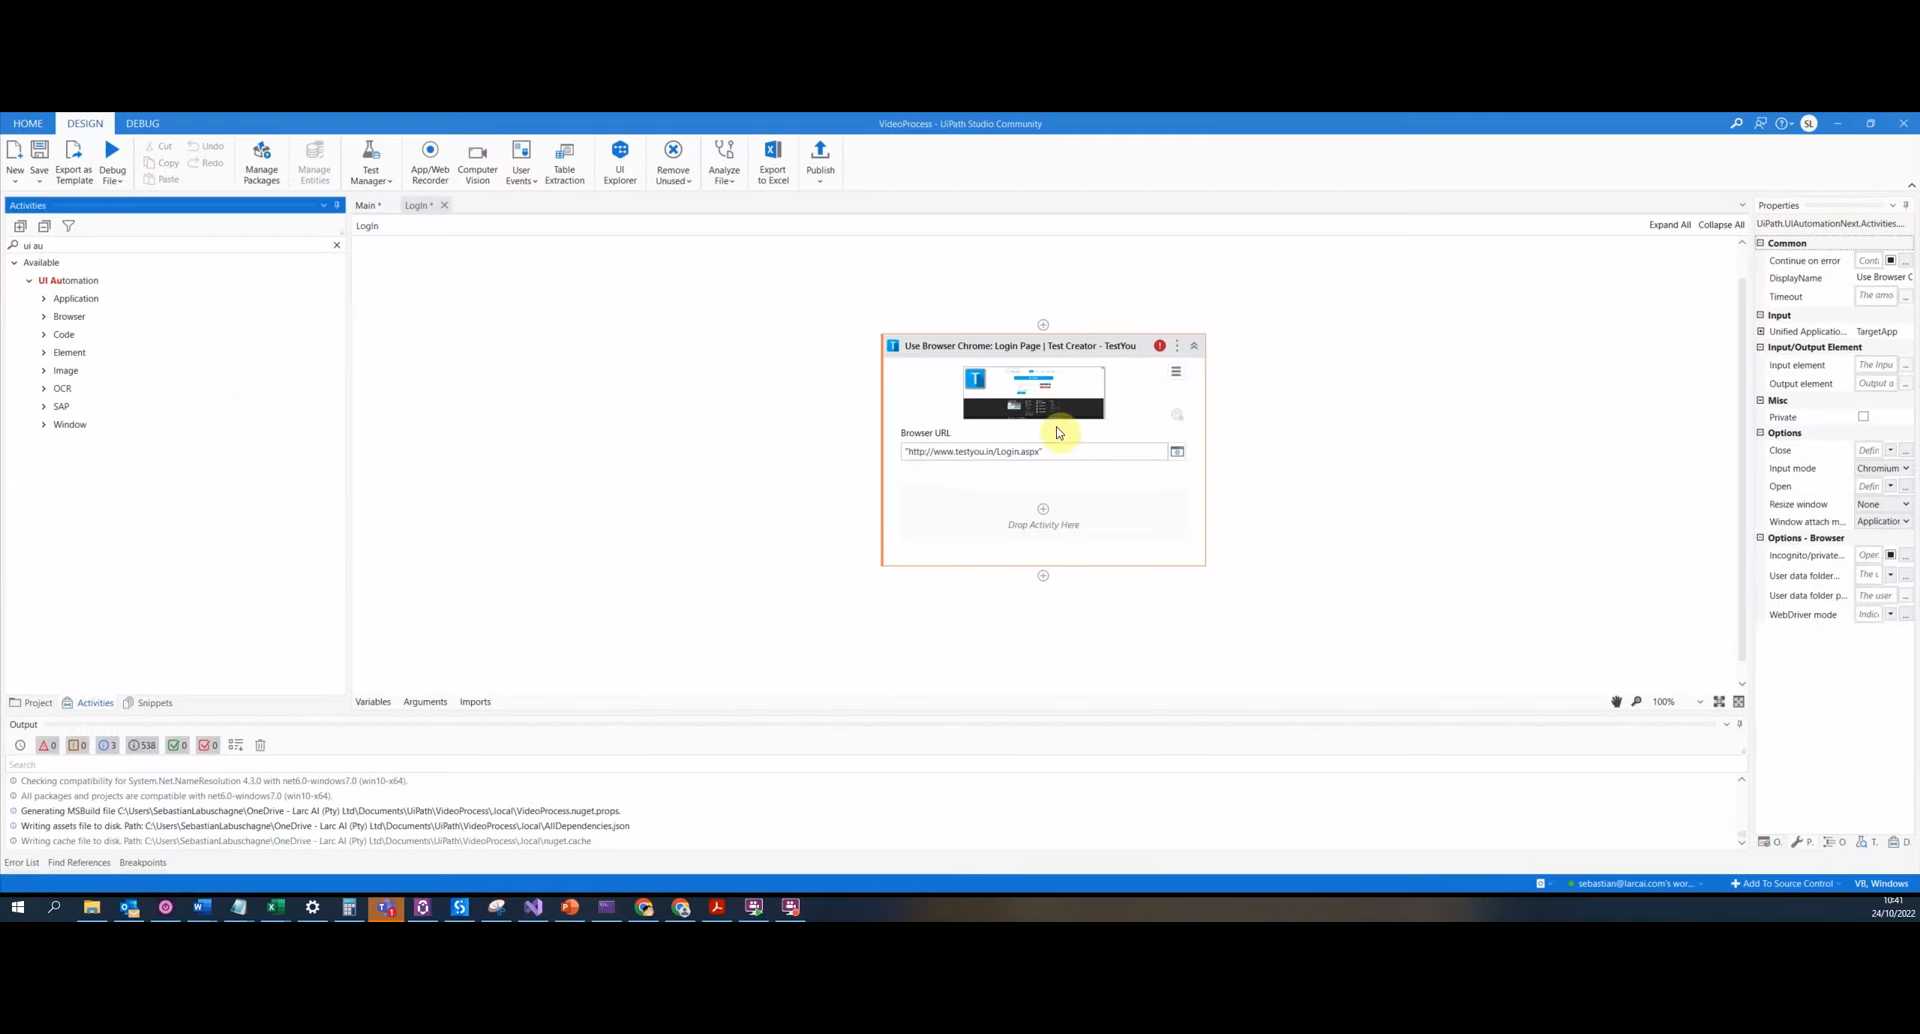 HOME DESIGN DEBUG
VideoProcess - UiPath Studio Community
SL
New Save Export as Template Debug File
Cut Copy Paste Undo Redo
Manage Packages
Manage Entities
Test Manager
App/Web Recorder
Computer Vision
User Events
Table Extraction
UI Explorer
Remove Unused
Analyze File
Export to Excel
Publish
Activities
ui au
Available
UI Automation
Application
Browser
Code
Element
Image
OCR
SAP
Window
Project Activities Snippets
Main * LogIn *
LogIn
Expand All Collapse All
Use Browser Chrome: Login Page | Test Creator - TestYou
T
Browser URL
"http://www.testyou.in/Login.aspx"
Drop Activity Here
Variables Arguments Imports
100%
Properties
UiPath.UIAutomationNext.Activities....
Common
Continue on error Conti ...
DisplayName Use Browser C
Timeout The amo ...
Input
Unified Applicatio... TargetApp
Input/Output Element
Input element The Inpu ...
Output element Output a ...
Misc
Private
Options
Close Defin ...
Input mode Chromium
Open Defin ...
Resize window None
Window attach m... Application
Options - Browser
Incognito/private... Oper ...
User data folder... The u ...
User data folder p... The user ...
WebDriver mode Indic ...
O. P. O T. D.
Output
0 0 3 538 0 0
Search
Checking compatibility for System.Net.NameResolution 4.3.0 with net6.0-windows7.0 (win10-x64).
All packages and projects are compatible with net6.0-windows7.0 (win10-x64).
Generating MSBuild file C:\Users\SebastianLabuschagne\OneDrive - Larc AI (Pty) Ltd\Documents\UiPath\VideoProcess\.local\VideoProcess.nuget.props.
Writing assets file to disk. Path: C:\Users\SebastianLabuschagne\OneDrive - Larc AI (Pty) Ltd\Documents\UiPath\VideoProcess\.local\AllDependencies.json
Writing cache file to disk. Path: C:\Users\SebastianLabuschagne\OneDrive - Larc AI (Pty) Ltd\Documents\UiPath\VideoProcess\.local\nuget.cache
Error List Find References Breakpoints
sebastian@larcai.com's wor... Add To Source Control VB, Windows
10:41
24/10/2022